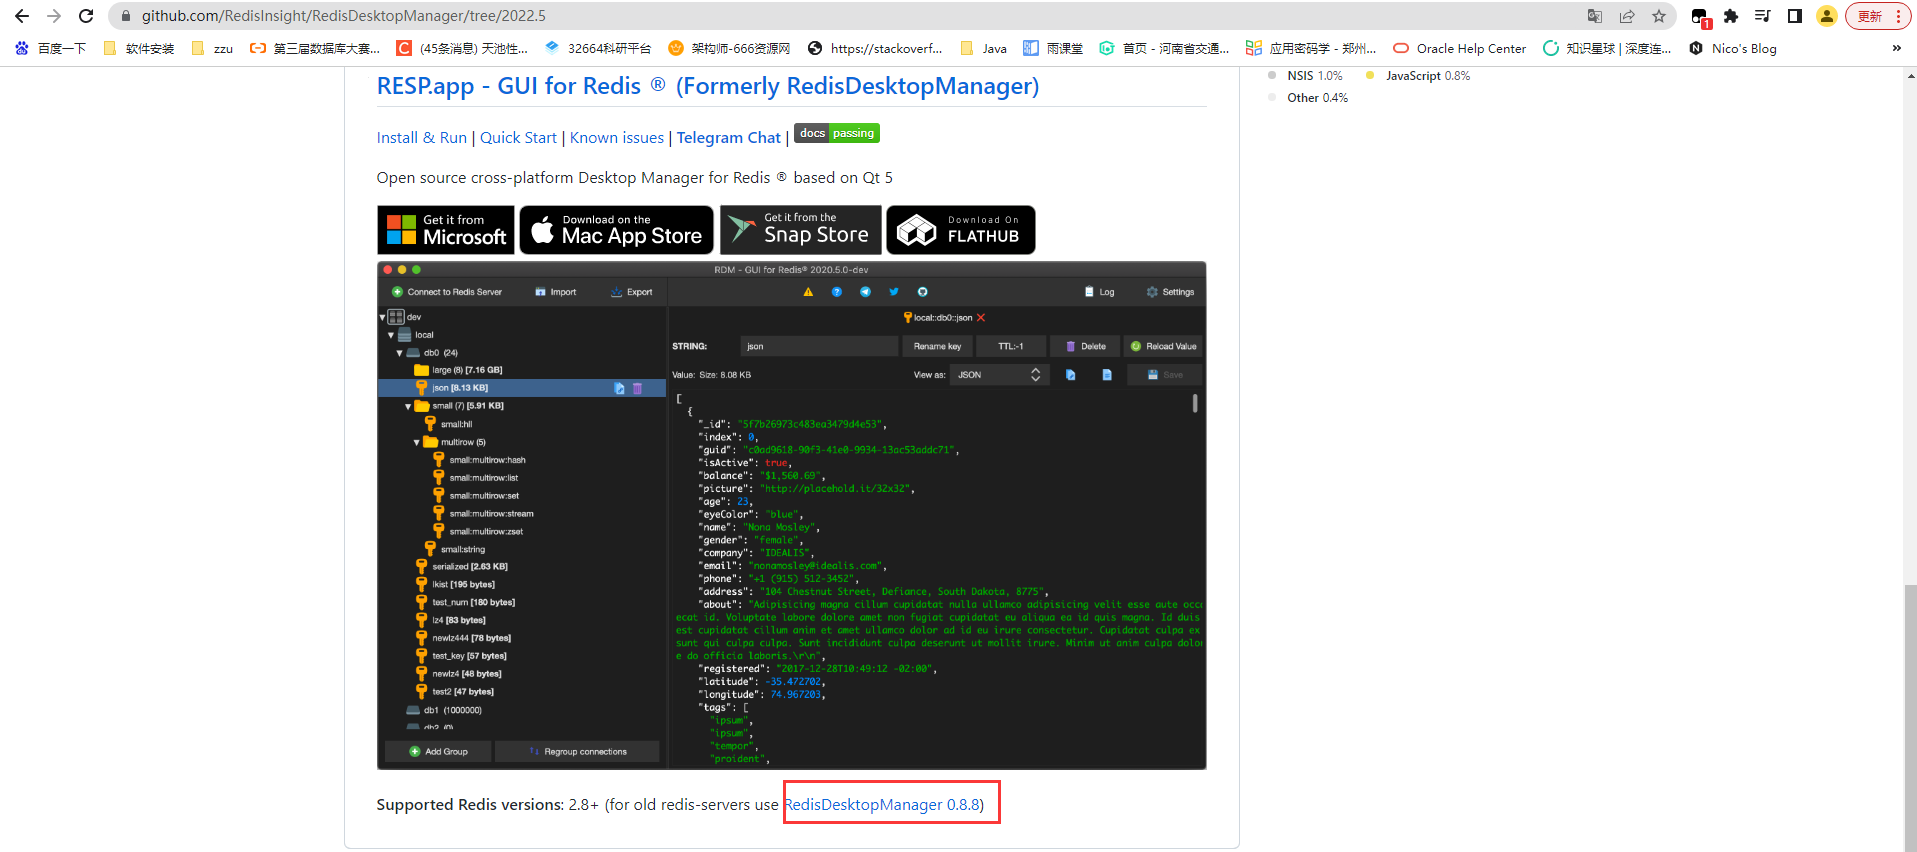 github.com/RedisInsight/RedisDesktopManager/tree/2022.5
1
更新
百度一下 软件安装 zzu 第三届数据库大赛... (45条消息) 天池性... 32664科研平台 架构师-666资源网 https://stackoverf... Java 雨课堂 首页 - 河南省交通... 应用密码学 - 郑州... Oracle Help Center 知识星球 | 深度连... Nico's Blog »
RESP.app - GUI for Redis ® (Formerly RedisDesktopManager)
NSIS 1.0% JavaScript 0.8%
Other 0.4%
Install & Run | Quick Start | Known issues | Telegram Chat | docs passing
Open source cross-platform Desktop Manager for Redis ® based on Qt 5
Get it from Microsoft
Download on the Mac App Store
Get it from the Snap Store
Download On FLATHUB
RDM - GUI for Redis® 2020.5.0-dev
Connect to Redis Server Import Export Log Settings
dev
local
db0 (24)
large (8) [7.16 GB]
json [8.13 KB]
small (7) [5.91 KB]
small:hll
multirow (5)
small:multirow:hash
small:multirow:list
small:multirow:set
small:multirow:stream
small:multirow:zset
small:string
serialized [2.63 KB]
lkist [195 bytes]
test_num [180 bytes]
lz4 [83 bytes]
newlz444 [78 bytes]
test_key [57 bytes]
newlz4 [48 bytes]
test2 [47 bytes]
db1 (1000000)
db2 (0)
Add Group Regroup connections
local::db0::json
STRING: json Rename key TTL:-1 Delete Reload Value
Value: Size: 8.08 KB View as: JSON Save
[
{
"_id": "5f7b26973c483ea3479d4e53",
"index": 0,
"guid": "c0ad9618-90f3-41e0-9934-13ac53addc71",
"isActive": true,
"balance": "$1,560.69",
"picture": "http://placehold.it/32x32",
"age": 23,
"eyeColor": "blue",
"name": "Nona Mosley",
"gender": "female",
"company": "IDEALIS",
"email": "nonamosley@idealis.com",
"phone": "+1 (915) 512-3452",
"address": "104 Chestnut Street, Defiance, South Dakota, 8775",
"about": "Adipisicing magna cillum cupidatat nulla ullamco adipisicing velit esse aute occa
ecat id. Voluptate labore dolore amet non fugiat cupidatat eu aliqua ea id quis magna. Id duis
est cupidatat cillum anim et amet ullamco dolor ad id eu irure consectetur. Cupidatat culpa ex
sunt qui culpa culpa. Sunt incididunt culpa deserunt ut mollit irure. Minim ut anim culpa dolor
e do officia laboris.\r\n",
"registered": "2017-12-28T10:49:12 -02:00",
"latitude": -35.472702,
"longitude": 74.967203,
"tags": [
"ipsum",
"ipsum",
"tempor",
"proident",
Supported Redis versions: 2.8+ (for old redis-servers use RedisDesktopManager 0.8.8)